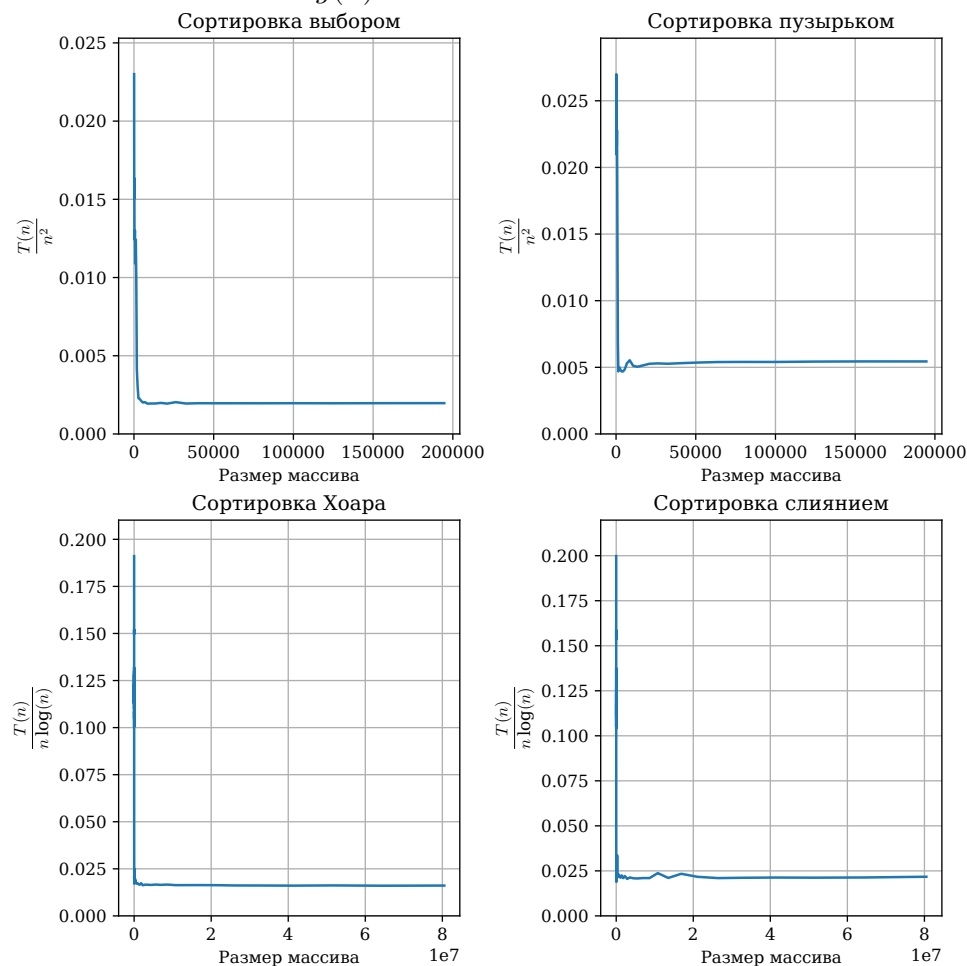 Сортировка выбором
0.025
0.020
0.015
0.010
0.005
0.000
T(n)
n²
0 50000 100000 150000 200000
Размер массива
Сортировка пузырьком
0.025
0.020
0.015
0.010
0.005
0.000
T(n)
n²
0 50000 100000 150000 200000
Размер массива
Сортировка Хоара
0.200
0.175
0.150
0.125
0.100
0.075
0.050
0.025
0.000
T(n)
n log(n)
0 2 4 6 8
1e7
Размер массива
Сортировка слиянием
0.200
0.175
0.150
0.125
0.100
0.075
0.050
0.025
0.000
T(n)
n log(n)
0 2 4 6 8
1e7
Размер массива